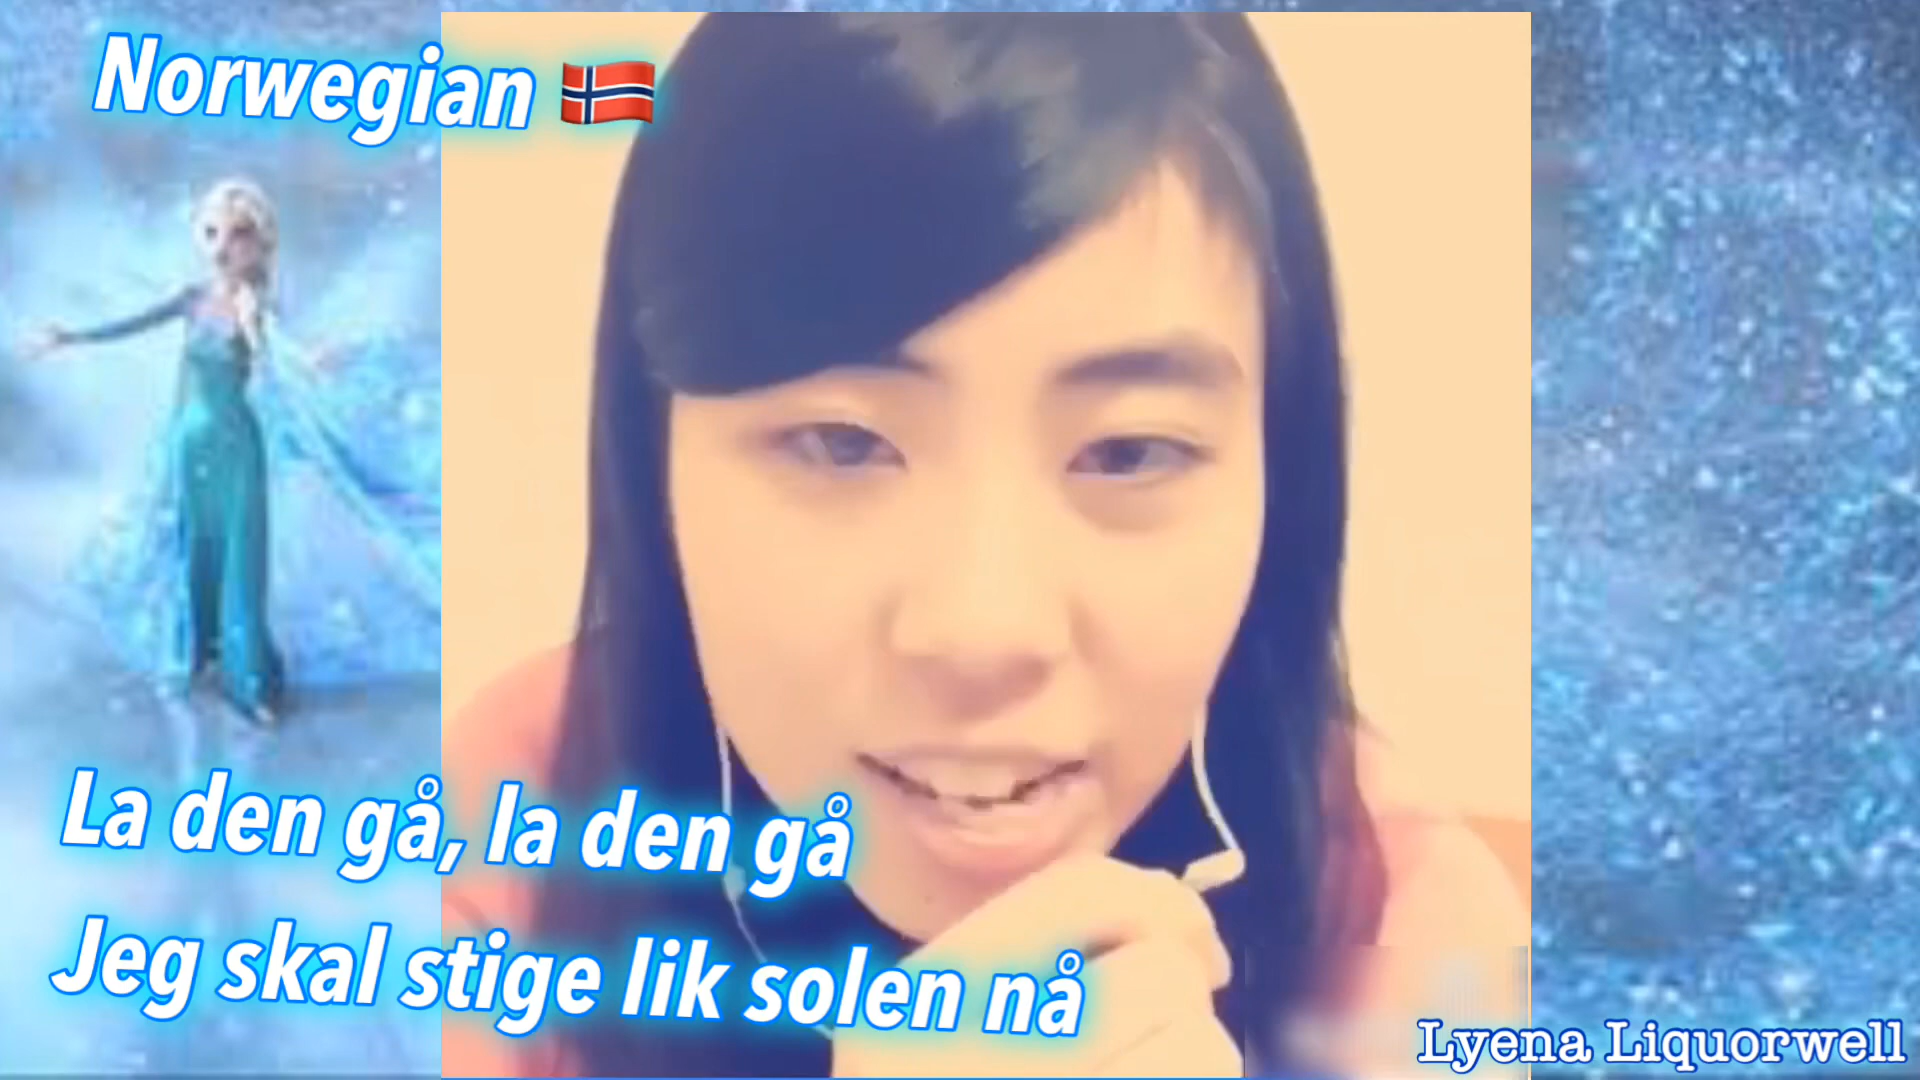 Norwegian 🇳🇴
La den gå, la den gå
Jeg skal stige lik solen nå
Lyena Liquorwell